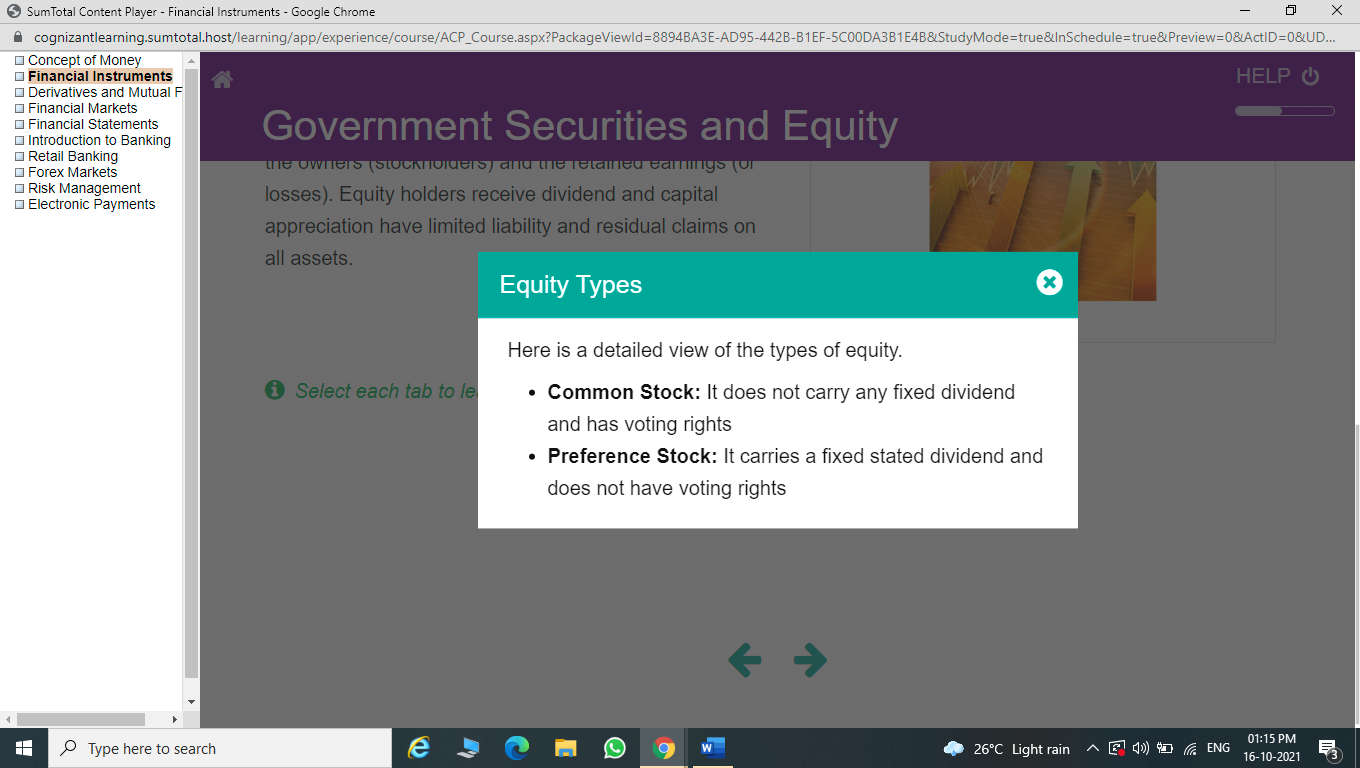 SumTotal Content Player - Financial Instruments - Google Chrome
cognizantlearning.sumtotal.host/learning/app/experience/course/ACP_Course.aspx?PackageViewId=8894BA3E-AD95-442B-B1EF-5C00DA3B1E4B&StudyMode=true&InSchedule=true&Preview=0&ActID=0&UD...
Concept of Money
Financial Instruments
Derivatives and Mutual F
Financial Markets
Financial Statements
Introduction to Banking
Retail Banking
Forex Markets
Risk Management
Electronic Payments
HELP
Government Securities and Equity
the owners (stockholders) and the retained earnings (or
losses). Equity holders receive dividend and capital
appreciation have limited liability and residual claims on
all assets.
Equity Types
Here is a detailed view of the types of equity.
• Common Stock: It does not carry any fixed dividend
and has voting rights
• Preference Stock: It carries a fixed stated dividend and
does not have voting rights
Select each tab to le
Type here to search
26°C Light rain
ENG
01:15 PM
16-10-2021
3